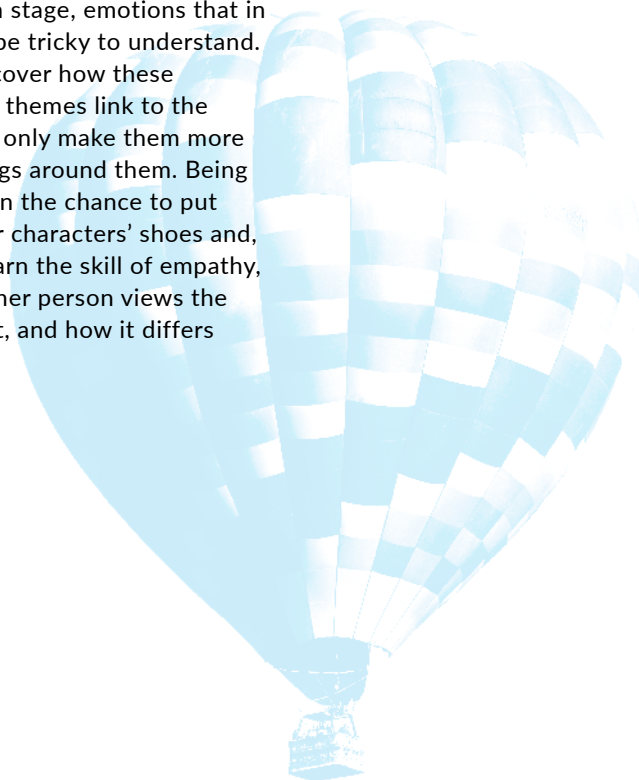 stage, emotions that in
be tricky to understand.
cover how these
themes link to the
only make them more
gs around them. Being
n the chance to put
r characters’ shoes and,
arn the skill of empathy,
her person views the
t, and how it differs